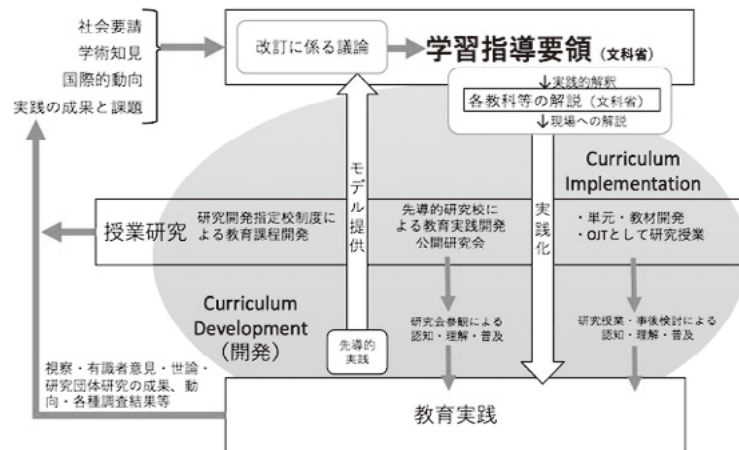 社会要請
学術知見
国際的動向
実践の成果と課題
改訂に係る議論
学習指導要領（文科省）
↓実践的解釈
各教科等の解説（文科省）
↓現場への解説
Curriculum
Implementation
モデル提供
実践化
授業研究
研究開発指定校制度に
よる教育課程開発
先導的研究校に
よる教育実践開発
公開研究会
・単元・教材開発
・OJTとして研究授業
Curriculum
Development
（開発）
先導的
実践
研究会参観による
認知・理解・普及
研究授業・事後検討による
認知・理解・普及
視察・有識者意見・世論・
研究団体研究の成果、動
向・各種調査結果等
教育実践